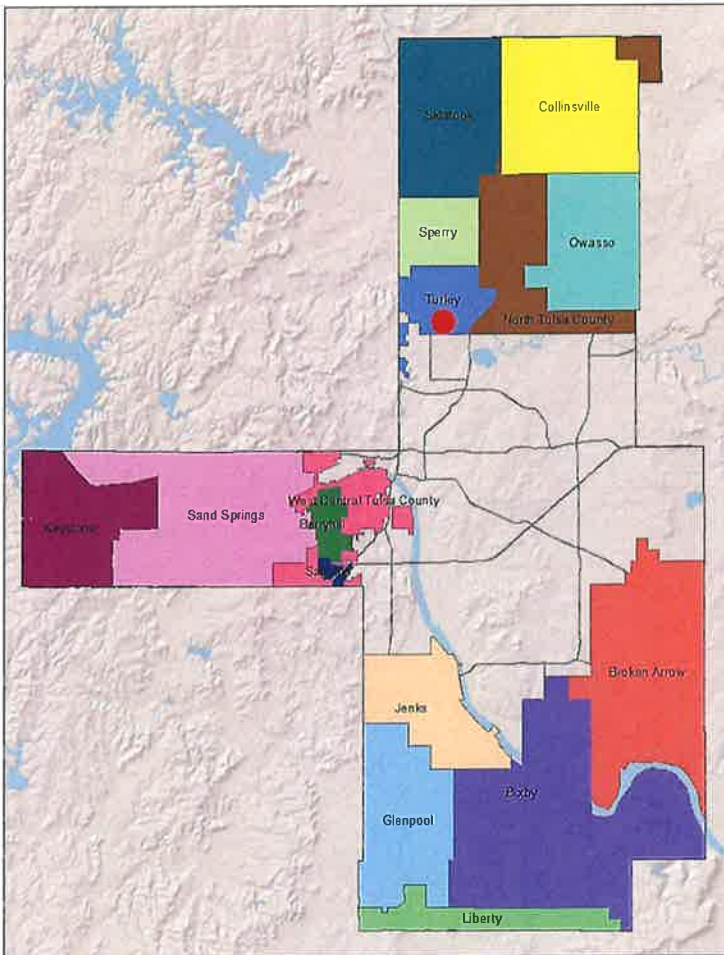 Skiatook
Collinsville
Sperry
Owasso
Turley
North Tulsa County
West Central Tulsa County
Sand Springs
Berryhill
Keystone
Broken Arrow
Jenks
Bixby
Glenpool
Liberty